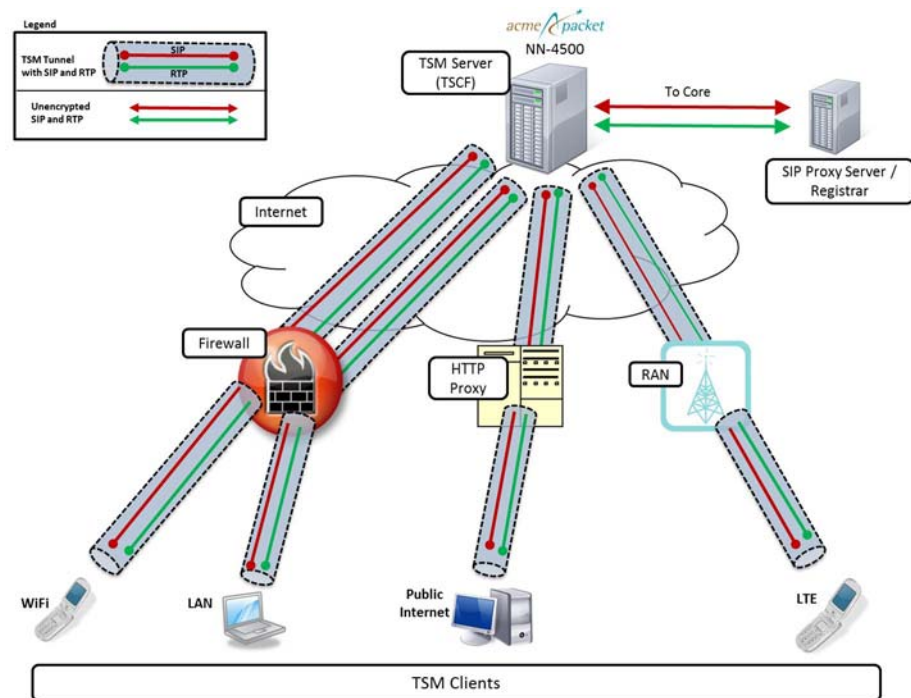 Legend
TSM Tunnel
with SIP and RTP
SIP
RTP
Unencrypted
SIP and RTP
acme packet
NN-4500
TSM Server
(TSCF)
To Core
SIP Proxy Server /
Registrar
Internet
Firewall
HTTP
Proxy
RAN
WiFi
LAN
Public
Internet
LTE
TSM Clients